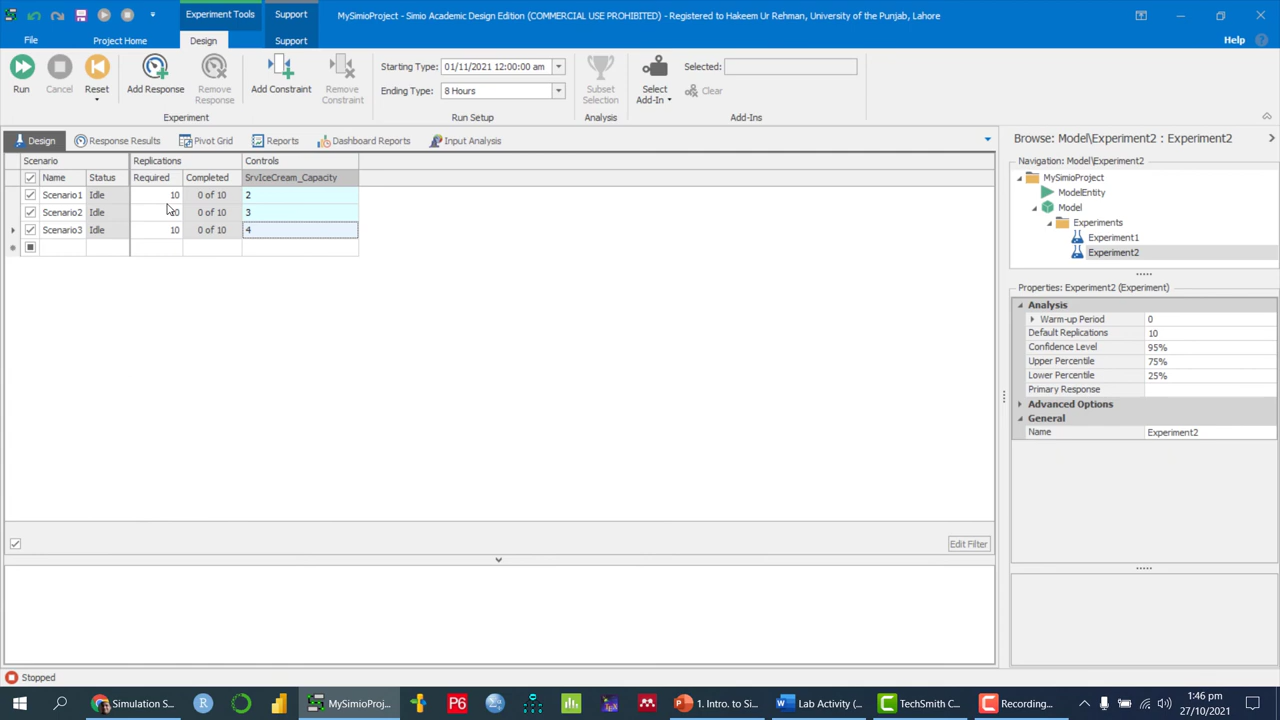 Experiment Tools
Support
MySimioProject - Simio Academic Design Edition (COMMERCIAL USE PROHIBITED) - Registered to Hakeem Ur Rehman, University of the Punjab, Lahore
File
Project Home
Design
Support
Help
Run
Cancel
Reset
Add Response
Remove Response
Add Constraint
Remove Constraint
Starting Type: 01/11/2021 12:00:00 am
Ending Type: 8 Hours
Subset Selection
Select Add-In
Selected:
Clear
Experiment
Run Setup
Analysis
Add-Ins
Design
Response Results
Pivot Grid
Reports
Dashboard Reports
Input Analysis
Scenario
Replications
Controls
Name Status Required Completed SrvIceCream_Capacity
Scenario1 Idle 10 0 of 10 2
Scenario2 Idle 10 0 of 10 3
Scenario3 Idle 10 0 of 10 4
Edit Filter
Browse: Model\Experiment2 : Experiment2
Navigation: Model\Experiment2
MySimioProject
ModelEntity
Model
Experiments
Experiment1
Experiment2
Properties: Experiment2 (Experiment)
Analysis
Warm-up Period 0
Default Replications 10
Confidence Level 95%
Upper Percentile 75%
Lower Percentile 25%
Primary Response
Advanced Options
General
Name Experiment2
Stopped
Simulation S...
R
P6
MySimioProj...
1. Intro. to Si...
Lab Activity (...
TechSmith C...
Recording...
1:46 pm
27/10/2021